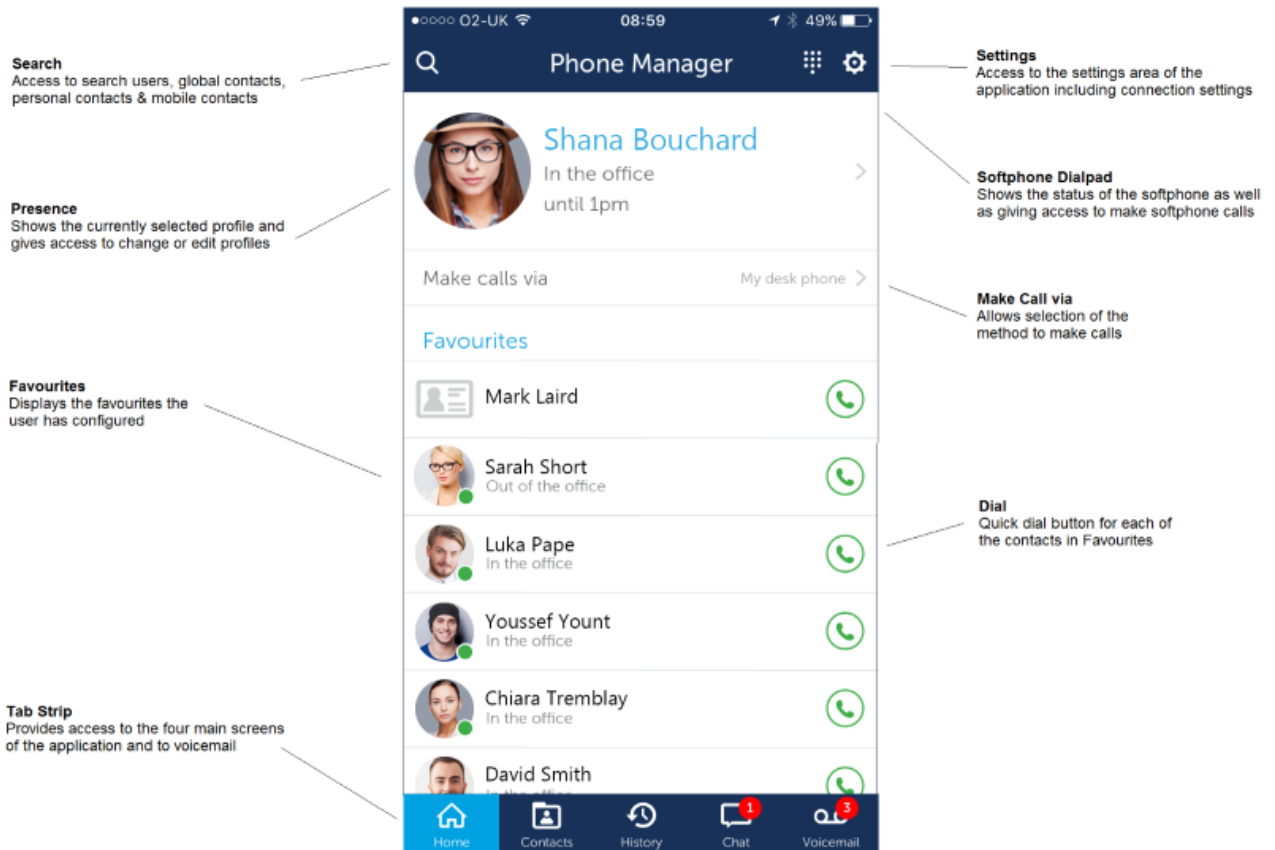 ●○○○○ O2-UK 08:59 49%
Phone Manager
Search
Access to search users, global contacts,
personal contacts & mobile contacts
Presence
Shows the currently selected profile and
gives access to change or edit profiles
Favourites
Displays the favourites the
user has configured
Tab Strip
Provides access to the four main screens
of the application and to voicemail
Shana Bouchard
In the office
until 1pm
Make calls via
My desk phone
Favourites
Mark Laird
Sarah Short
Out of the office
Luka Pape
In the office
Youssef Yount
In the office
Chiara Tremblay
In the office
David Smith
In the office
1
3
Home Contacts History Chat Voicemail
Settings
Access to the settings area of the
application including connection settings
Softphone Dialpad
Shows the status of the softphone as well
as giving access to make softphone calls
Make Call via
Allows selection of the
method to make calls
Dial
Quick dial button for each of
the contacts in Favourites